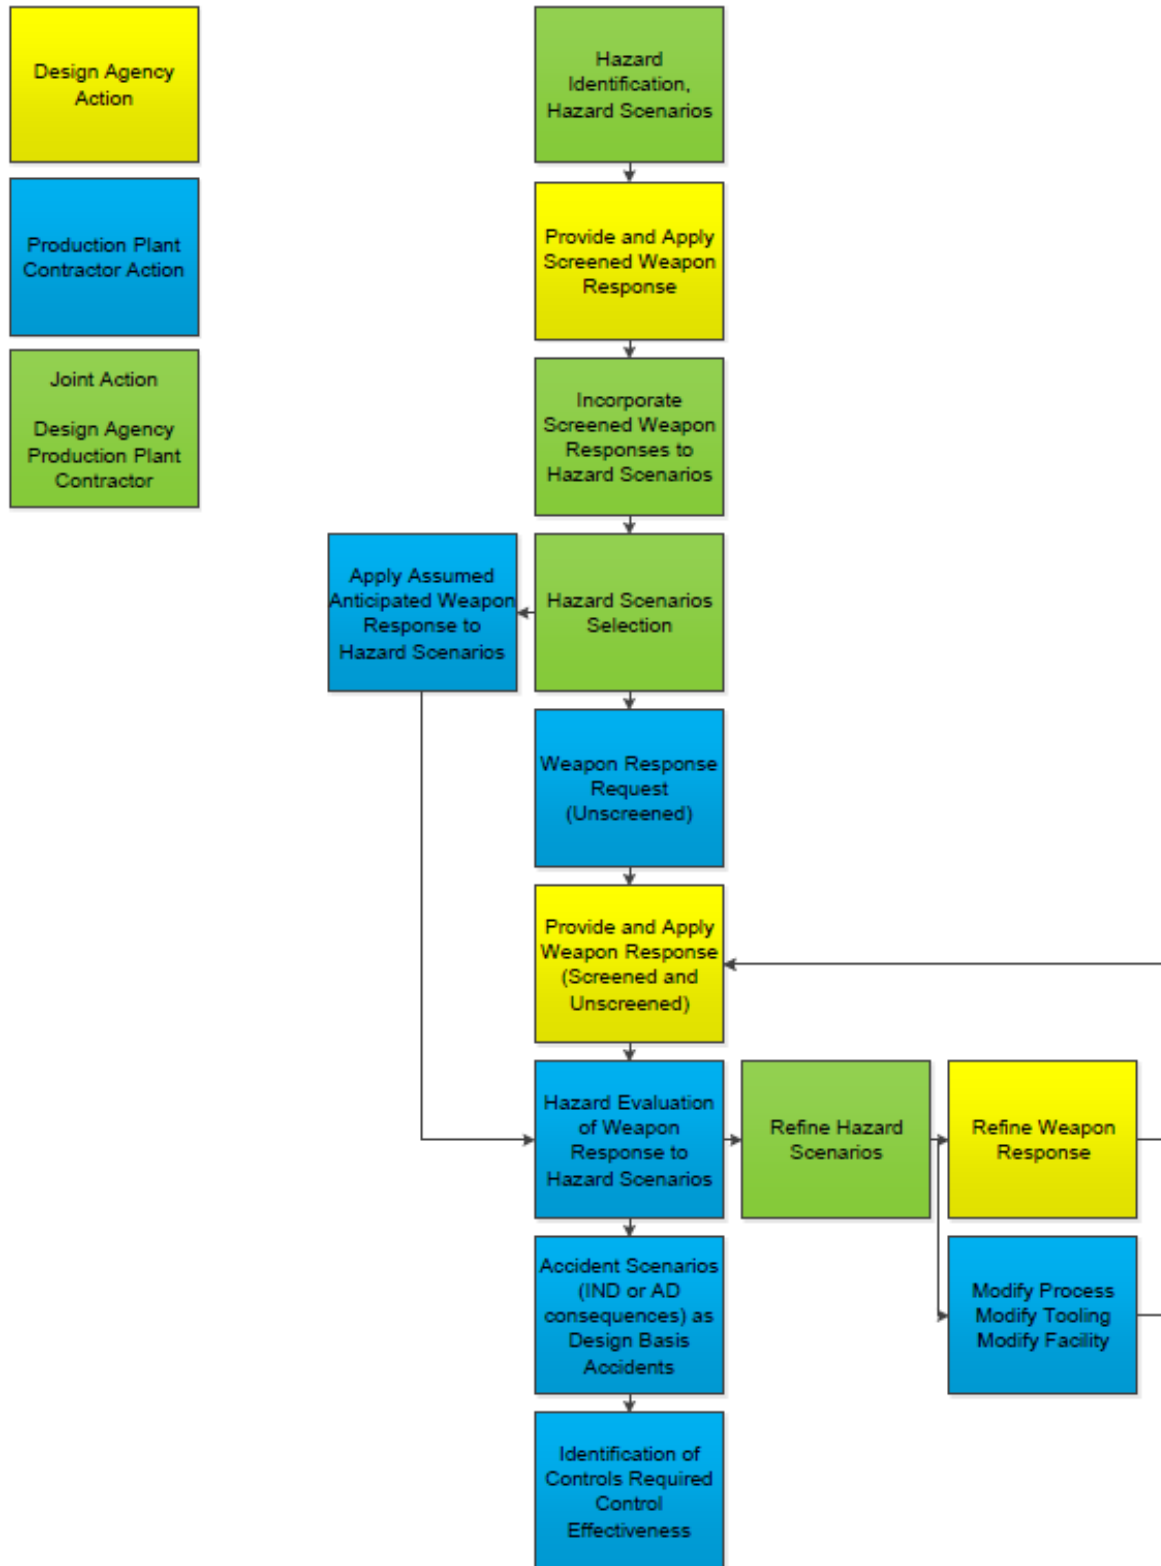 Design Agency
Action
Production Plant
Contractor Action
Joint Action
Design Agency
Production Plant
Contractor
Hazard
Identification,
Hazard Scenarios
Provide and Apply
Screened Weapon
Response
Incorporate
Screened Weapon
Responses to
Hazard Scenarios
Apply Assumed
Anticipated Weapon
Response to
Hazard Scenarios
Hazard Scenarios
Selection
Weapon Response
Request
(Unscreened)
Provide and Apply
Weapon Response
(Screened and
Unscreened)
Hazard Evaluation
of Weapon
Response to
Hazard Scenarios
Refine Hazard
Scenarios
Refine Weapon
Response
Accident Scenarios
(IND or AD
consequences) as
Design Basis
Accidents
Modify Process
Modify Tooling
Modify Facility
Identification of
Controls Required
Control
Effectiveness